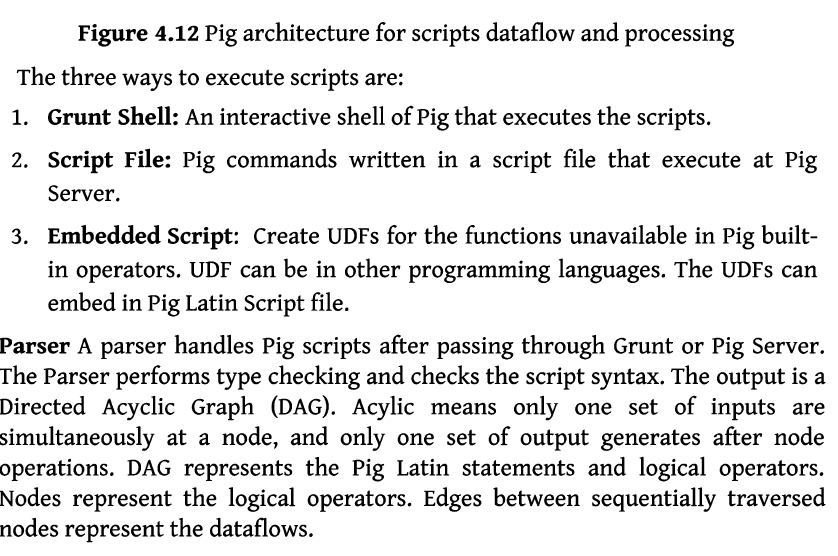 Figure 4.12 Pig architecture for scripts dataflow and processing
The three ways to execute scripts are:
1. Grunt Shell: An interactive shell of Pig that executes the scripts.
2. Script File: Pig commands written in a script file that execute at Pig
Server.
3. Embedded Script: Create UDFs for the functions unavailable in Pig built-
in operators. UDF can be in other programming languages. The UDFs can
embed in Pig Latin Script file.
Parser A parser handles Pig scripts after passing through Grunt or Pig Server.
The Parser performs type checking and checks the script syntax. The output is a
Directed Acyclic Graph (DAG). Acylic means only one set of inputs are
simultaneously at a node, and only one set of output generates after node
operations. DAG represents the Pig Latin statements and logical operators.
Nodes represent the logical operators. Edges between sequentially traversed
nodes represent the dataflows.